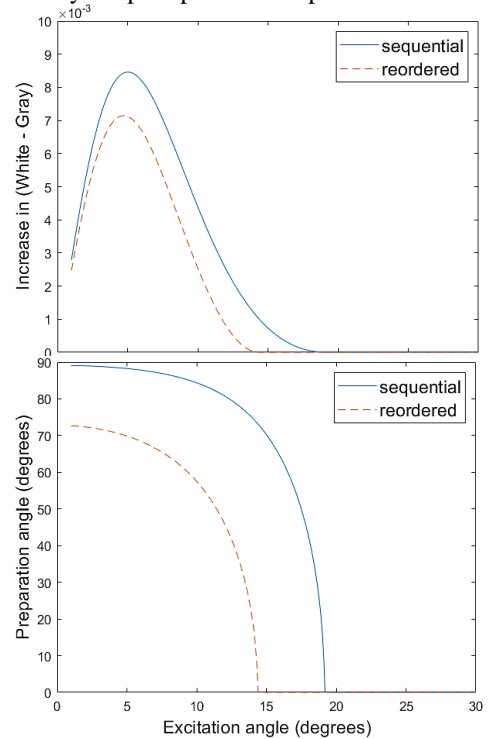 ×10⁻³
10
9
8
7
6
5
4
3
2
1
0
Increase in (White - Gray)
sequential
reordered
90
80
70
60
50
40
30
20
10
0
Preparation angle (degrees)
sequential
reordered
0 5 10 15 20 25 30
Excitation angle (degrees)